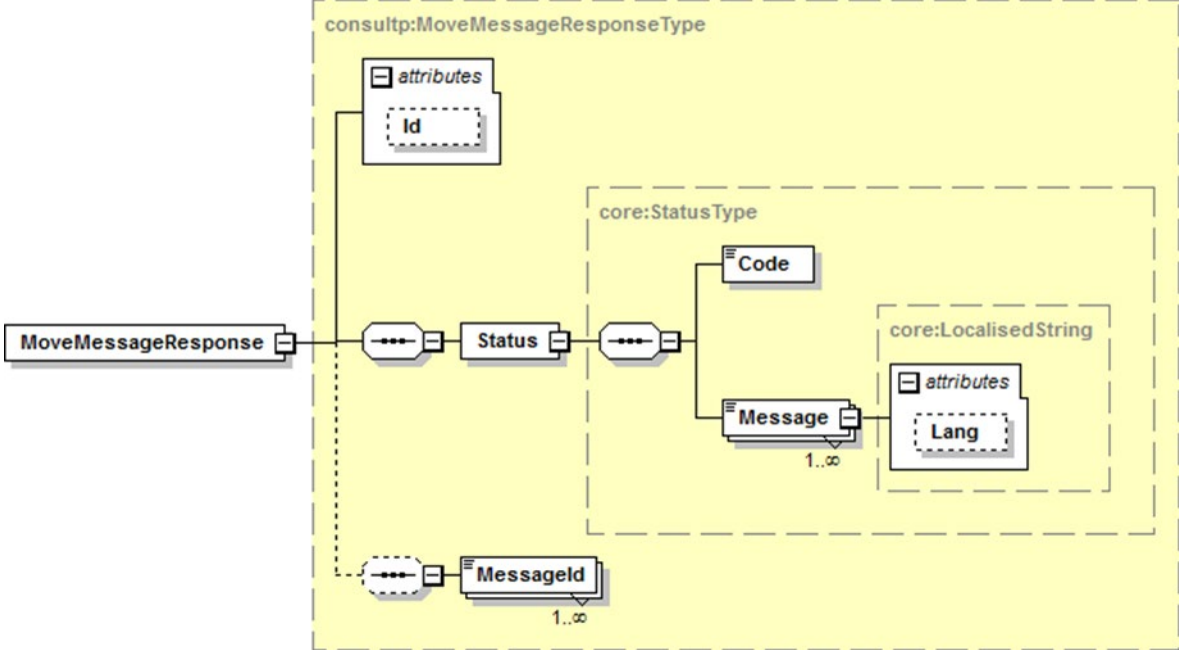 consultp:MoveMessageResponseType
attributes
Id
core:StatusType
Code
core:LocalisedString
MoveMessageResponse
Status
attributes
Message
Lang
1..∞
MessageId
1..∞